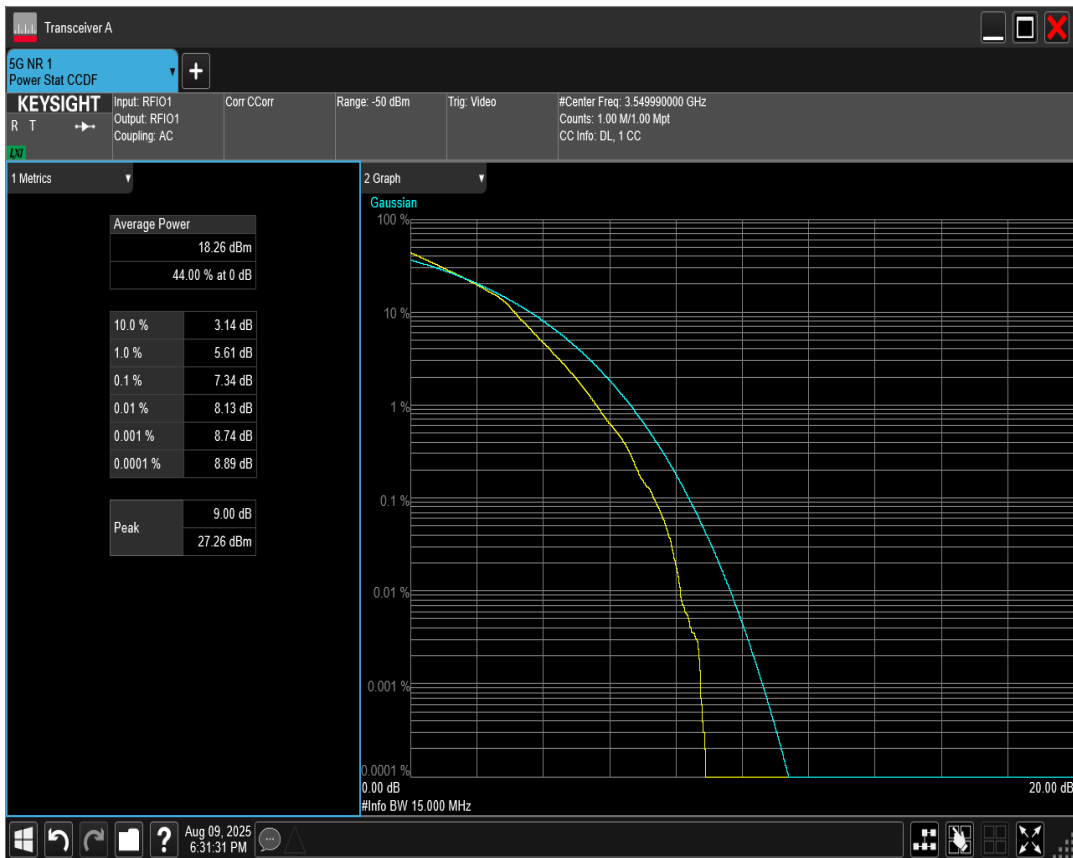 Transceiver A
5G NR 1
Power Stat CCDF
+
KEYSIGHT
R T
LXI
Input: RFIO1
Output: RFIO1
Coupling: AC
Corr CCorr
Range: -50 dBm
Trig: Video
#Center Freq: 3.549990000 GHz
Counts: 1.00 M/1.00 Mpt
CC Info: DL, 1 CC
1 Metrics
Average Power
18.26 dBm
44.00 % at 0 dB
10.0 % 3.14 dB
1.0 % 5.61 dB
0.1 % 7.34 dB
0.01 % 8.13 dB
0.001 % 8.74 dB
0.0001 % 8.89 dB
Peak
9.00 dB
27.26 dBm
2 Graph
Gaussian
100 %
10 %
1 %
0.1 %
0.01 %
0.001 %
0.0001 %
0.00 dB 20.00 dB
#Info BW 15.000 MHz
?
Aug 09, 2025
6:31:31 PM